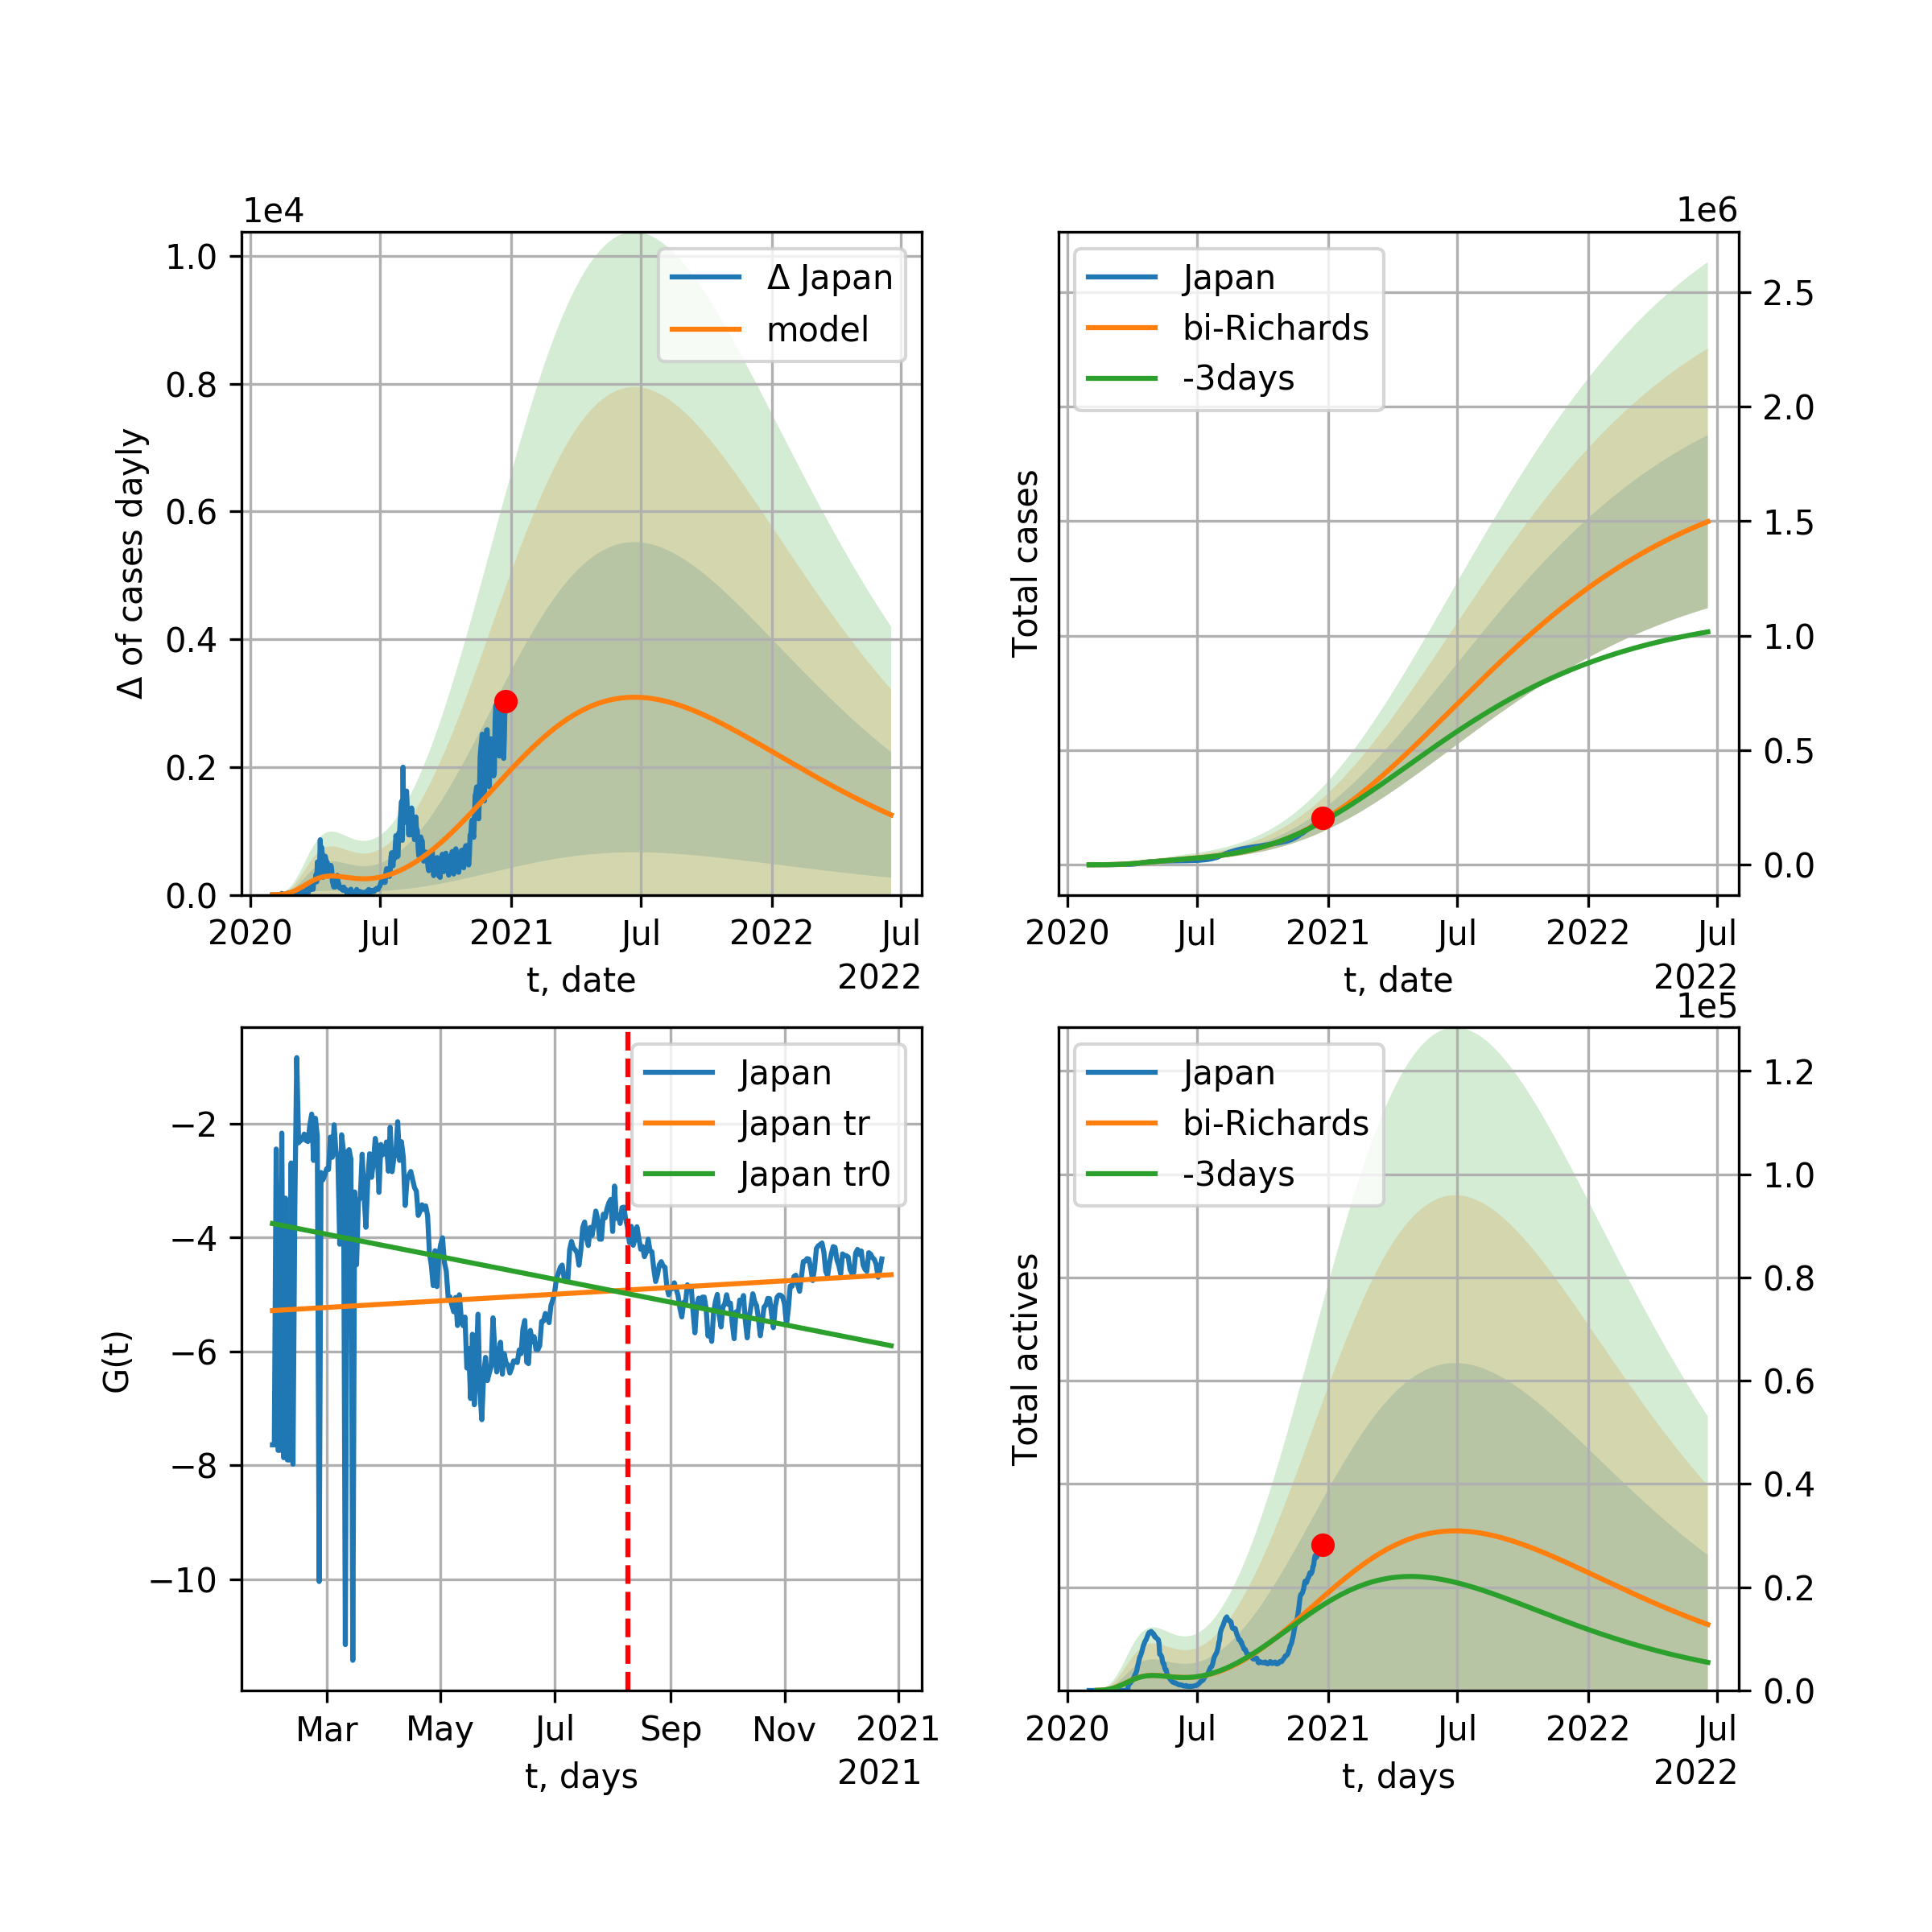 1e4
1.0
0.8
0.6
0.4
0.2
0.0
Δ of cases dayly
Δ Japan
model
2020 Jul 2021 Jul 2022 Jul
2022
t, date
1e6
Japan
bi-Richards
-3days
Total cases
2.5
2.0
1.5
1.0
0.5
0.0
2020 Jul 2021 Jul 2022 Jul
2022
t, date
−2
−4
−6
−8
−10
G(t)
Japan
Japan tr
Japan tr0
Mar May Jul Sep Nov 2021
2021
t, days
1e5
Japan
bi-Richards
-3days
Total actives
1.2
1.0
0.8
0.6
0.4
0.2
0.0
2020 Jul 2021 Jul 2022 Jul
2022
t, days